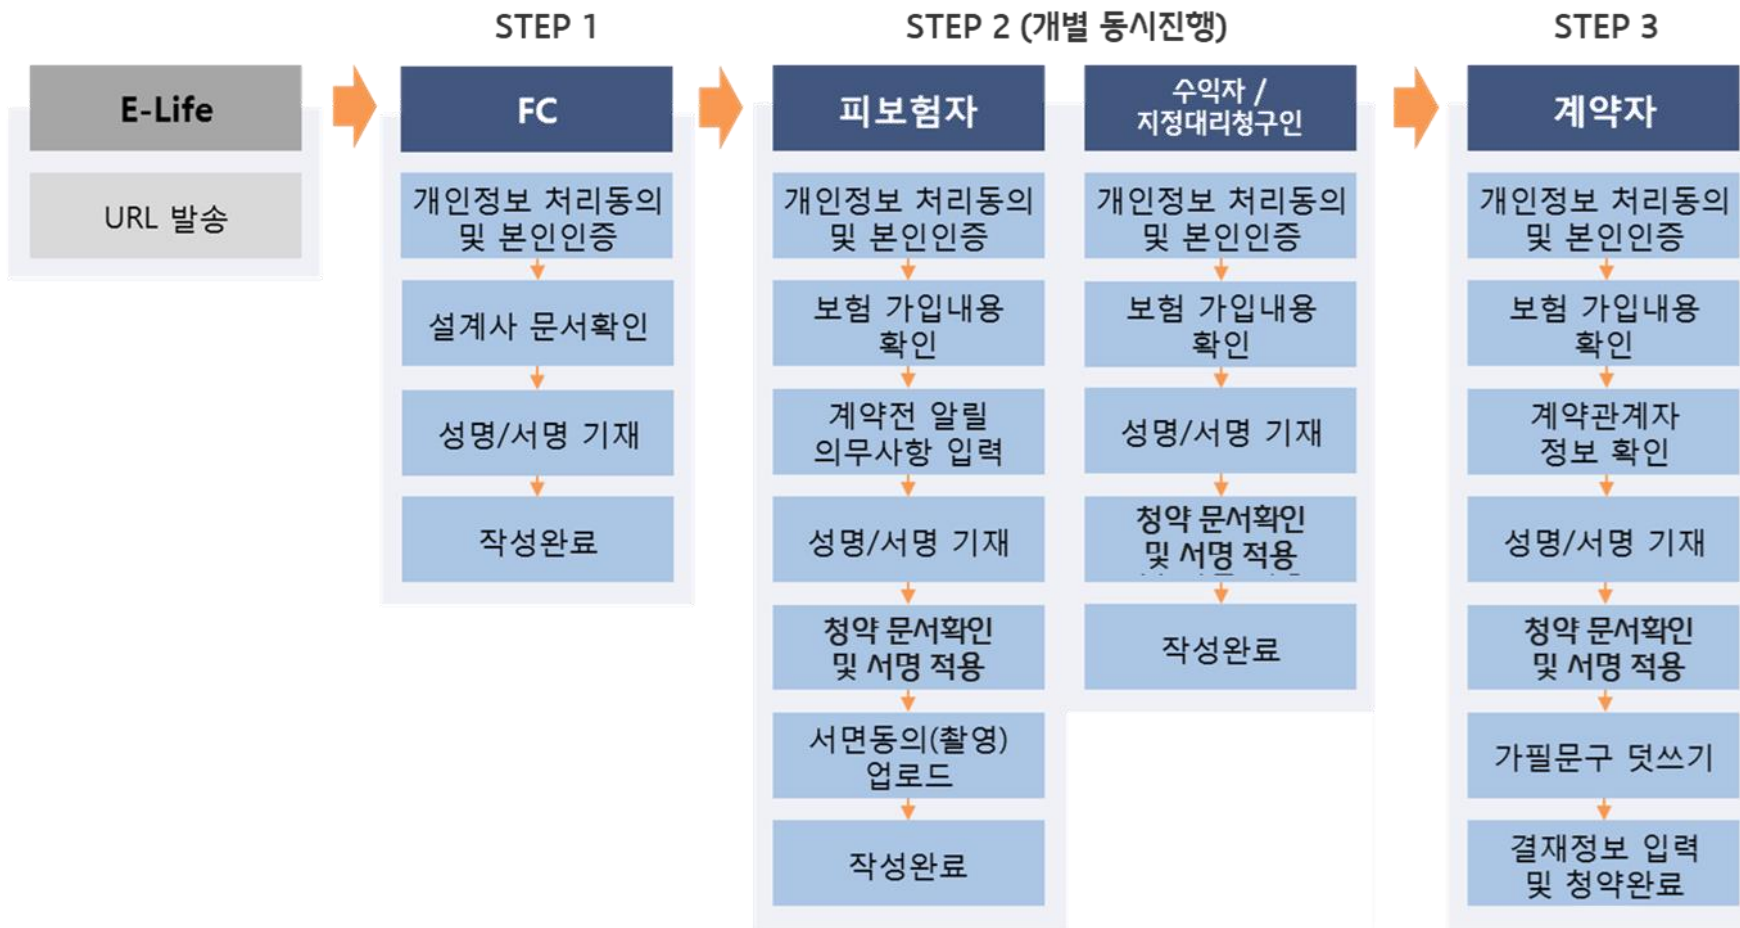 STEP 1
STEP 2 (개별 동시진행)
STEP 3
E-Life
URL 발송
FC
개인정보 처리동의
및 본인인증
설계사 문서확인
성명/서명 기재
작성완료
피보험자
개인정보 처리동의
및 본인인증
보험 가입내용
확인
계약전 알릴
의무사항 입력
성명/서명 기재
청약 문서확인
및 서명 적용
서면동의(촬영)
업로드
작성완료
수익자 /
지정대리청구인
개인정보 처리동의
및 본인인증
보험 가입내용
확인
성명/서명 기재
청약 문서확인
및 서명 적용
작성완료
계약자
개인정보 처리동의
및 본인인증
보험 가입내용
확인
계약관계자
정보 확인
성명/서명 기재
청약 문서확인
및 서명 적용
가필문구 덧쓰기
결재정보 입력
및 청약완료